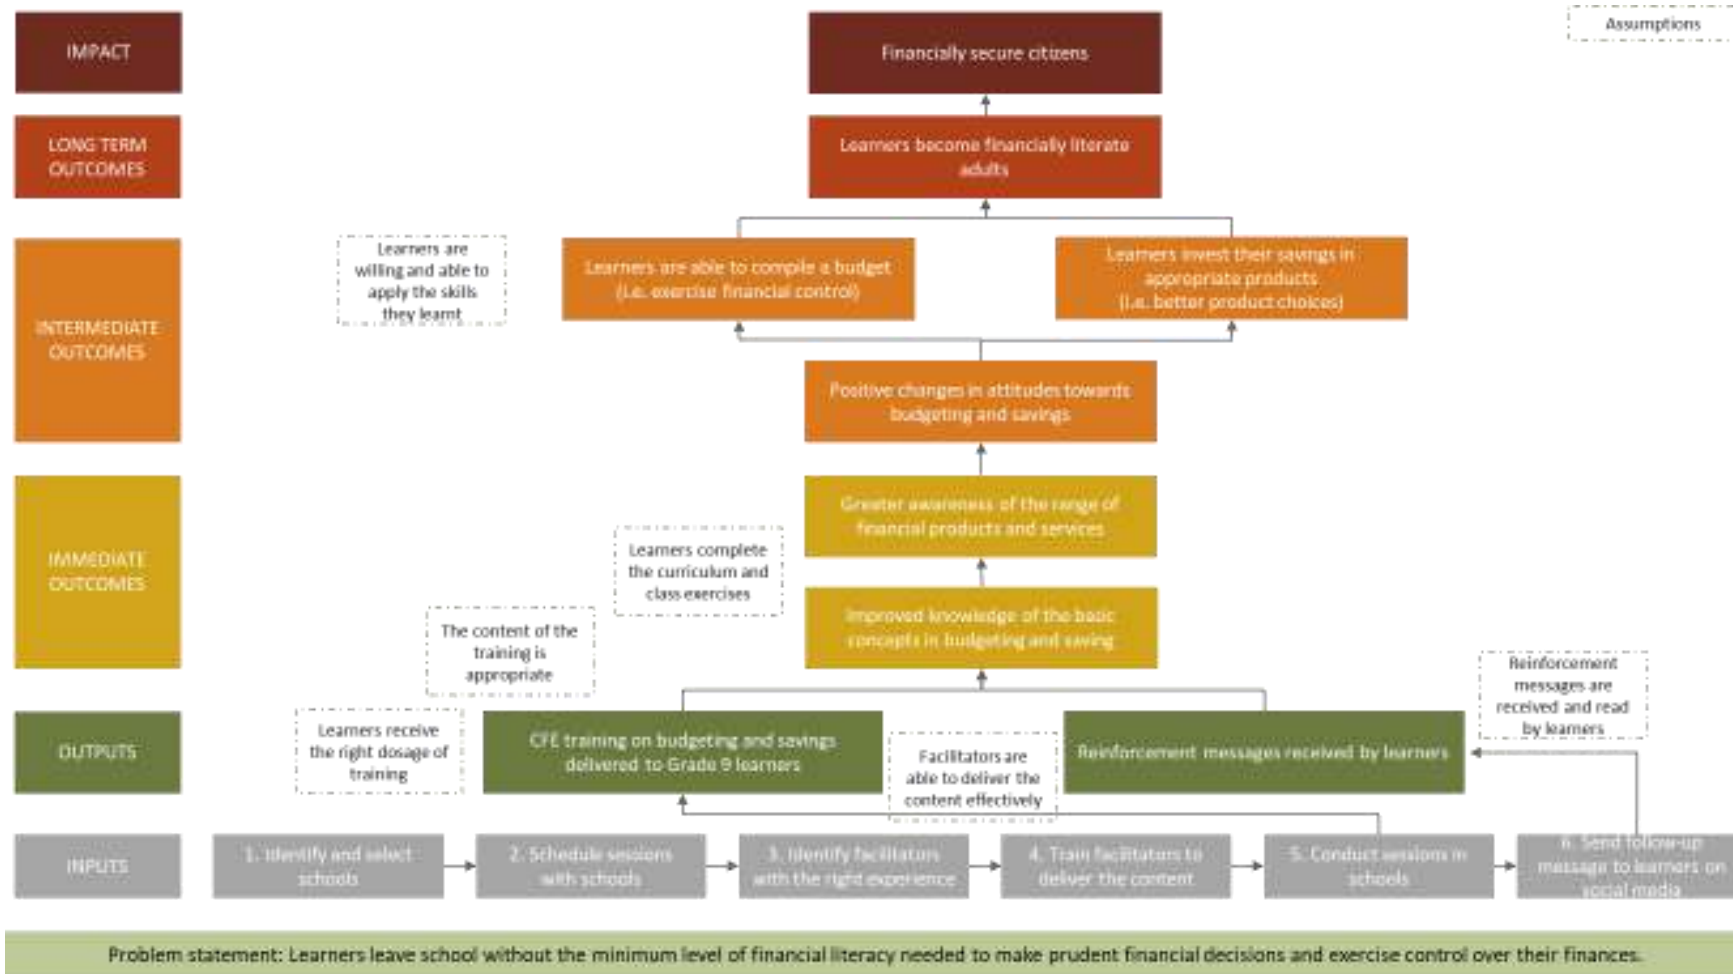 Assumptions
IMPACT
Financially secure citizens
LONG TERM
OUTCOMES
Learners become financially literate
adults
INTERMEDIATE
OUTCOMES
Learners are
willing and able to
apply the skills
they learnt
Learners are able to compile a budget
(i.e. exercise financial control)
Learners invest their savings in
appropriate products
(i.e. better product choices)
Positive changes in attitudes towards
budgeting and savings
IMMEDIATE
OUTCOMES
Greater awareness of the range of
financial products and services
Learners complete
the curriculum and
class exercises
Improved knowledge of the basic
concepts in budgeting and saving
The content of the
training is
appropriate
Reinforcement
messages are
received and read
by learners
OUTPUTS
Learners receive
the right dosage of
training
CFE training on budgeting and savings
delivered to Grade 9 learners
Facilitators are
able to deliver the
content effectively
Reinforcement messages received by learners
INPUTS
1. Identify and select
schools
2. Schedule sessions
with schools
3. Identify facilitators
with the right experience
4. Train facilitators to
deliver the content
5. Conduct sessions in
schools
6. Send follow-up
message to learners on
social media
Problem statement: Learners leave school without the minimum level of financial literacy needed to make prudent financial decisions and exercise control over their finances.